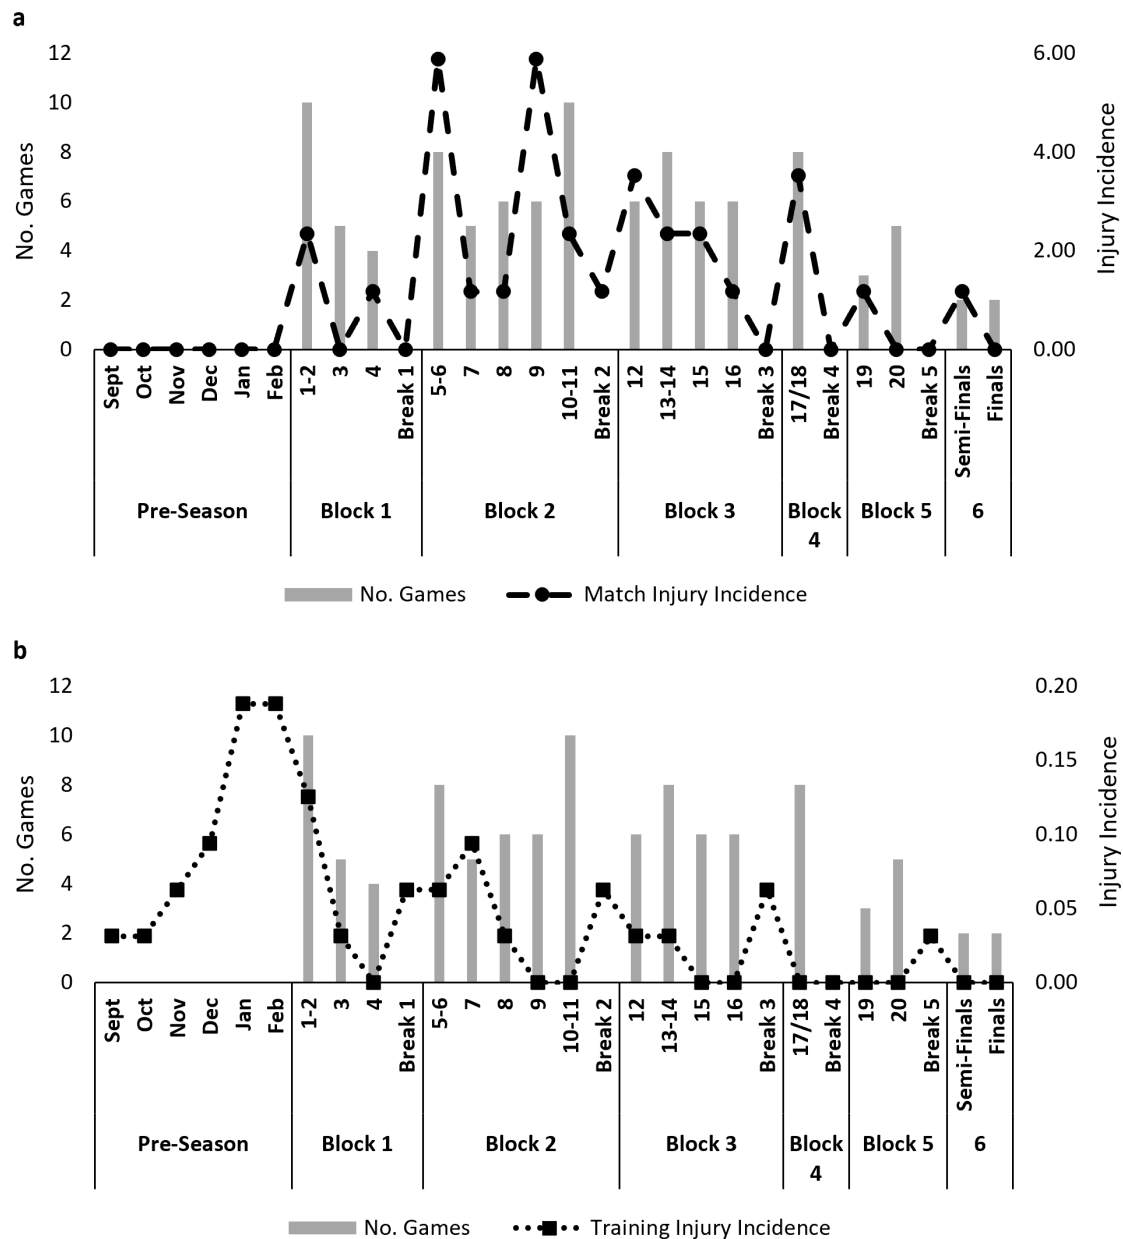 a
12
10
8
6
4
2
0
No. Games
6.00
4.00
2.00
0.00
Injury Incidence
Sept
Oct
Nov
Dec
Jan
Feb
1-2
3
4
Break 1
5-6
7
8
9
10-11
Break 2
12
13-14
15
16
Break 3
17/18
Break 4
19
20
Break 5
Semi-Finals
Finals
Pre-Season
Block 1
Block 2
Block 3
Block
4
Block 5
6
No. Games
Match Injury Incidence
b
12
10
8
6
4
2
0
No. Games
0.20
0.15
0.10
0.05
0.00
Injury Incidence
Sept
Oct
Nov
Dec
Jan
Feb
1-2
3
4
Break 1
5-6
7
8
9
10-11
Break 2
12
13-14
15
16
Break 3
17/18
Break 4
19
20
Break 5
Semi-Finals
Finals
Pre-Season
Block 1
Block 2
Block 3
Block
4
Block 5
6
No. Games
Training Injury Incidence